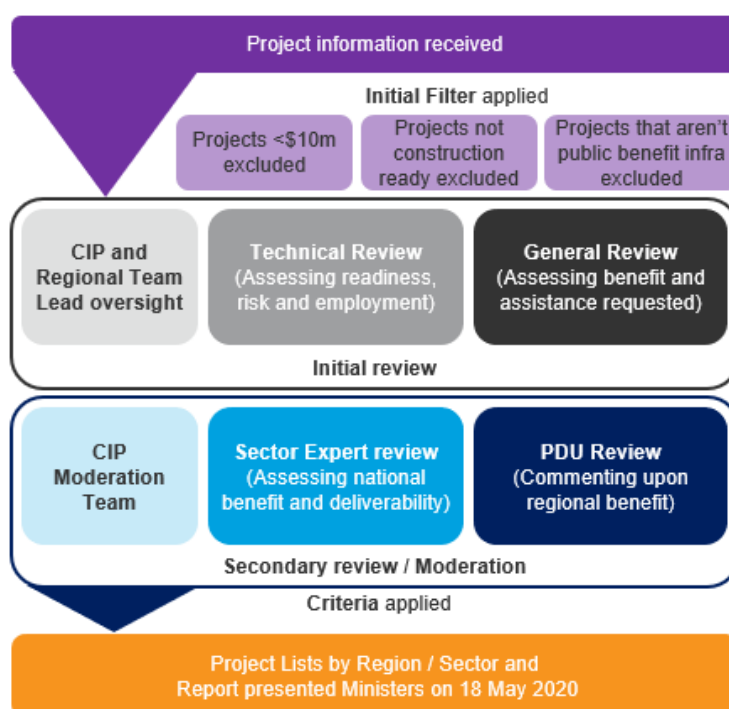 Project information received
Initial Filter applied
Projects <$10m
excluded
Projects not
construction
ready excluded
Projects that aren't
public benefit infra
excluded
CIP and
Regional Team
Lead oversight
Technical Review
(Assessing readiness,
risk and employment)
General Review
(Assessing benefit and
assistance requested)
Initial review
CIP
Moderation
Team
Sector Expert review
(Assessing national
benefit and deliverability)
PDU Review
(Commenting upon
regional benefit)
Secondary review / Moderation
Criteria applied
Project Lists by Region / Sector and
Report presented Ministers on 18 May 2020